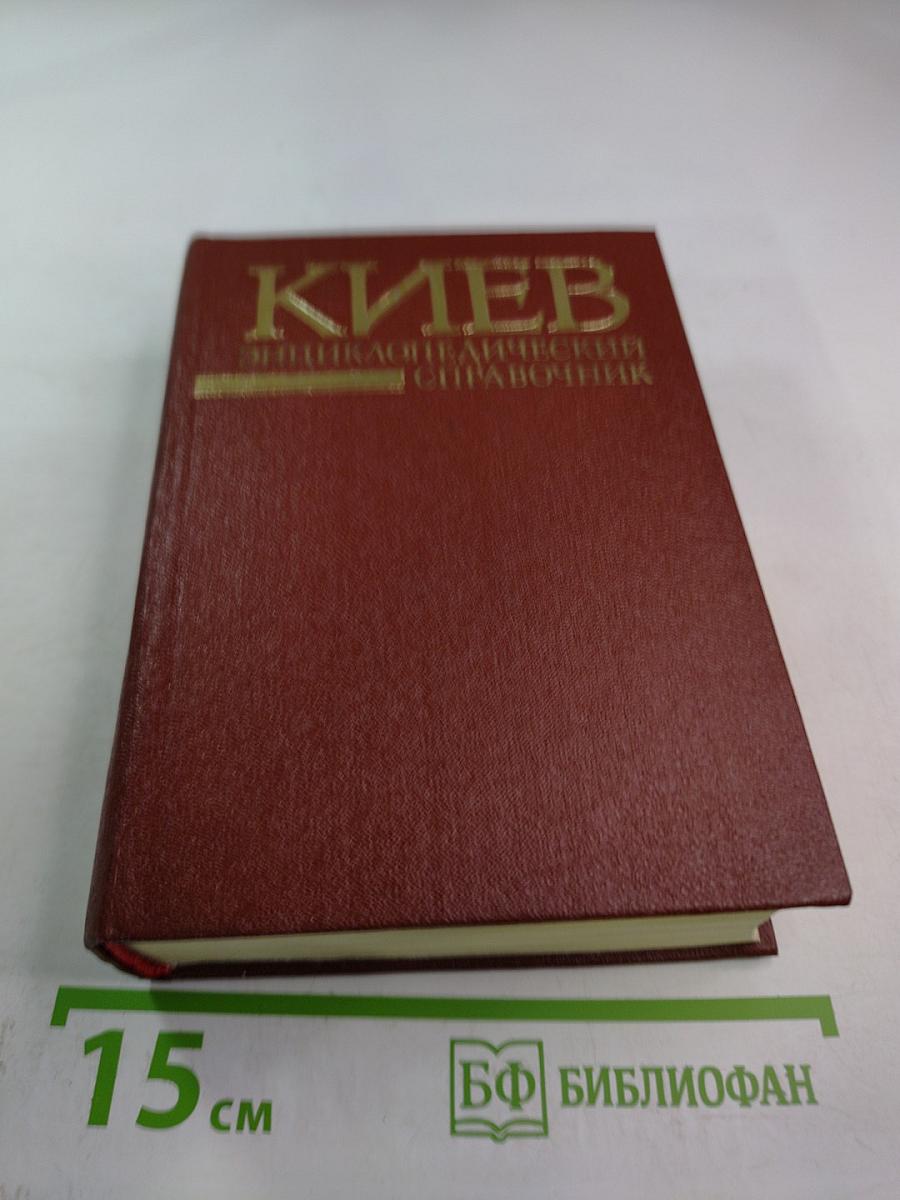 КИЕВ
ЭНЦИКЛОПЕДИЧЕСКИЙ
СПРАВОЧНИК
15 см
БФ БИБЛИОФАН